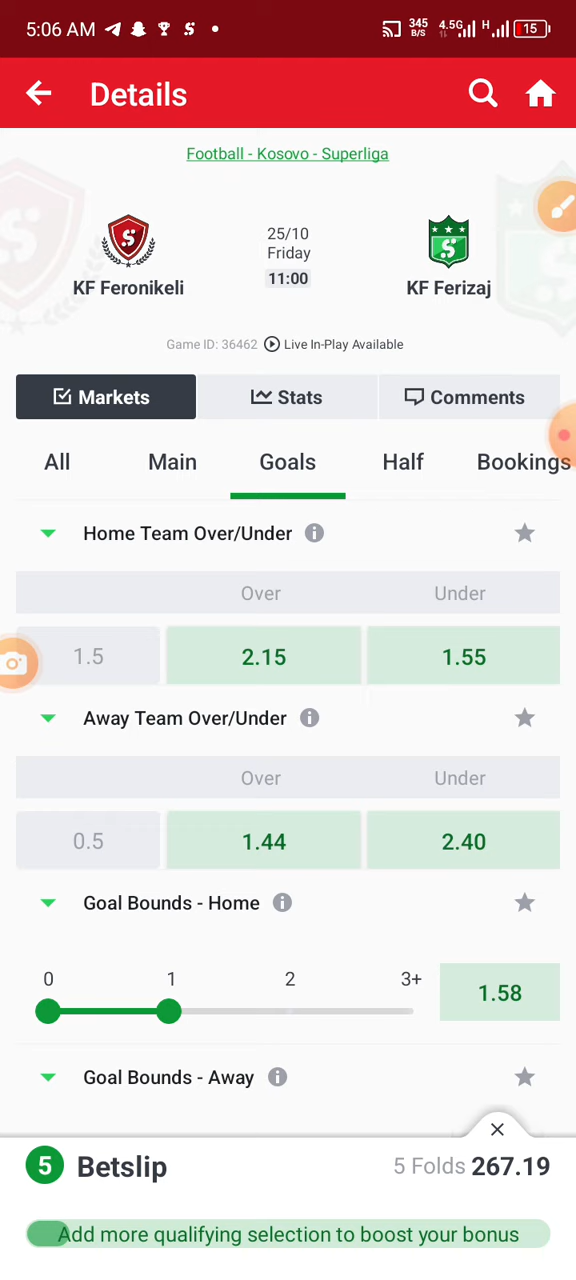 5:06 AM
345 B/S 4.5G H 15
Details
Football - Kosovo - Superliga
25/10
Friday
11:00
KF Feronikeli
KF Ferizaj
Game ID: 36462 Live In-Play Available
Markets Stats Comments
All Main Goals Half Bookings
Home Team Over/Under
Over Under
1.5 2.15 1.55
Away Team Over/Under
Over Under
0.5 1.44 2.40
Goal Bounds - Home
0 1 2 3+
1.58
Goal Bounds - Away
5 Betslip 5 Folds 267.19
Add more qualifying selection to boost your bonus